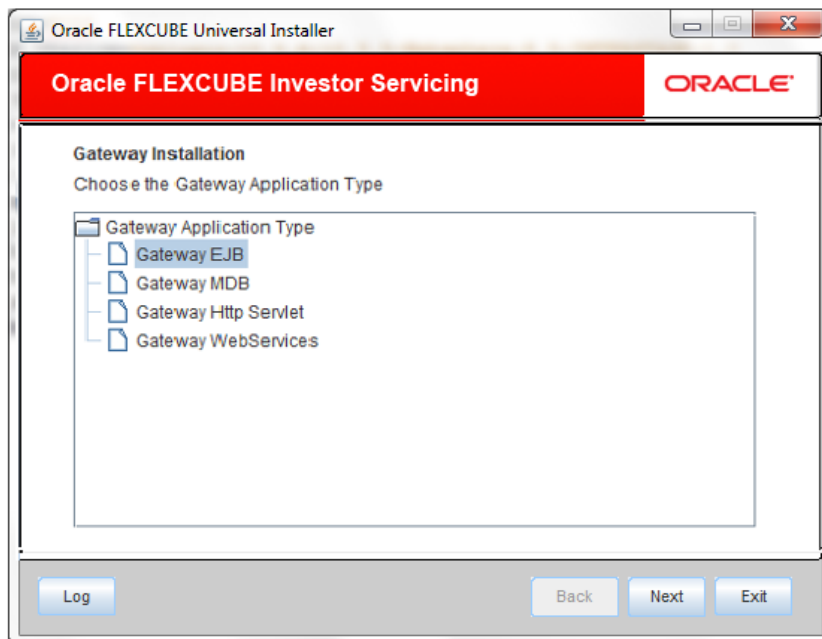 Oracle FLEXCUBE Universal Installer
Oracle FLEXCUBE Investor Servicing
ORACLE
Gateway Installation
Choose the Gateway Application Type
Gateway Application Type
Gateway EJB
Gateway MDB
Gateway Http Servlet
Gateway WebServices
Log Back Next Exit